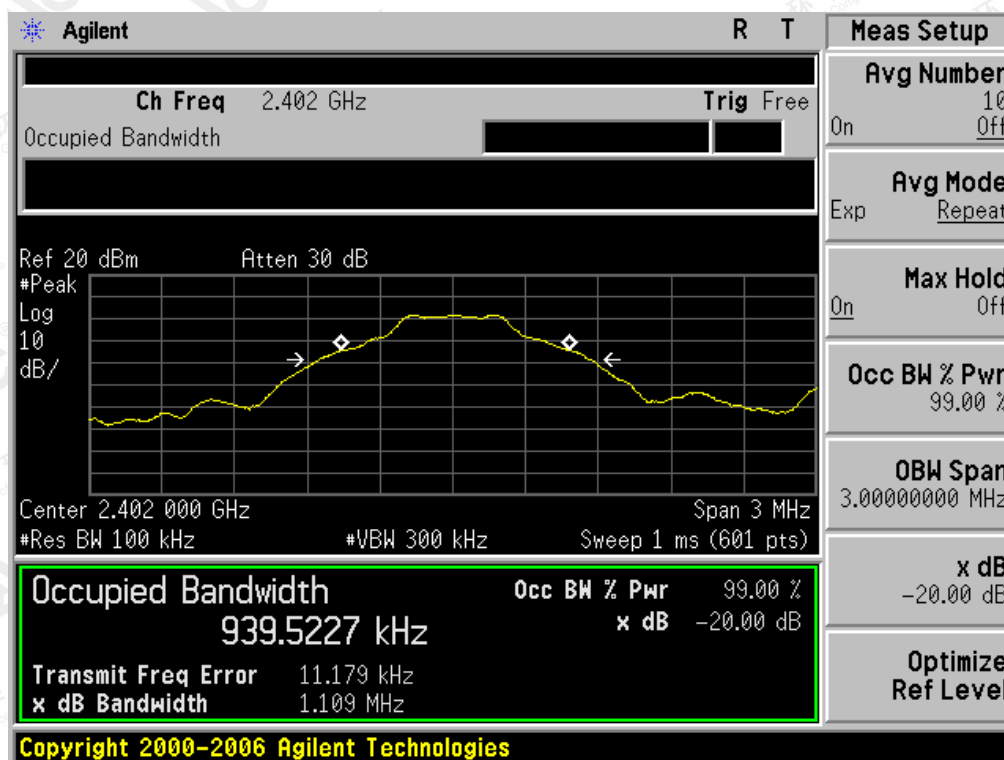 Agilent R T
Ch Freq 2.402 GHz Trig Free
Occupied Bandwidth
Ref 20 dBm Atten 30 dB
#Peak
Log
10
dB/
Center 2.402 000 GHz Span 3 MHz
#Res BW 100 kHz #VBW 300 kHz Sweep 1 ms (601 pts)
Occupied Bandwidth Occ BW % Pwr 99.00 %
939.5227 kHz x dB -20.00 dB
Transmit Freq Error 11.179 kHz
x dB Bandwidth 1.109 MHz
Copyright 2000-2006 Agilent Technologies
Meas Setup
Avg Number
10
On Off
Avg Mode
Exp Repeat
Max Hold
On Off
Occ BW % Pwr
99.00 %
OBW Span
3.00000000 MHz
x dB
-20.00 dB
Optimize
Ref Level